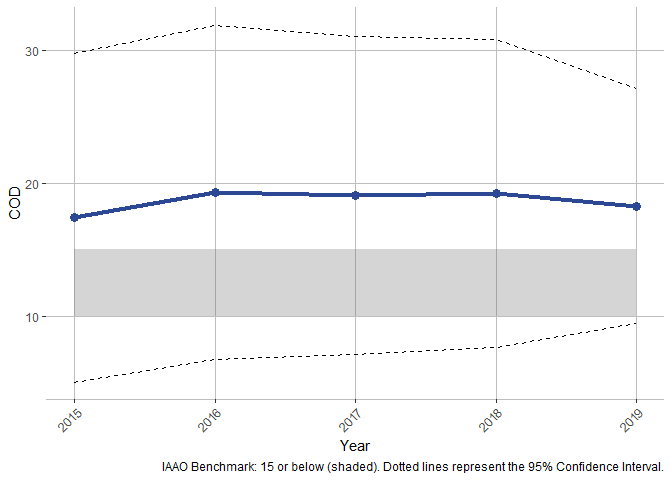 30
20
10
COD
2015
2016
2017
2018
2019
Year
IAAO Benchmark: 15 or below (shaded). Dotted lines represent the 95% Confidence Interval.